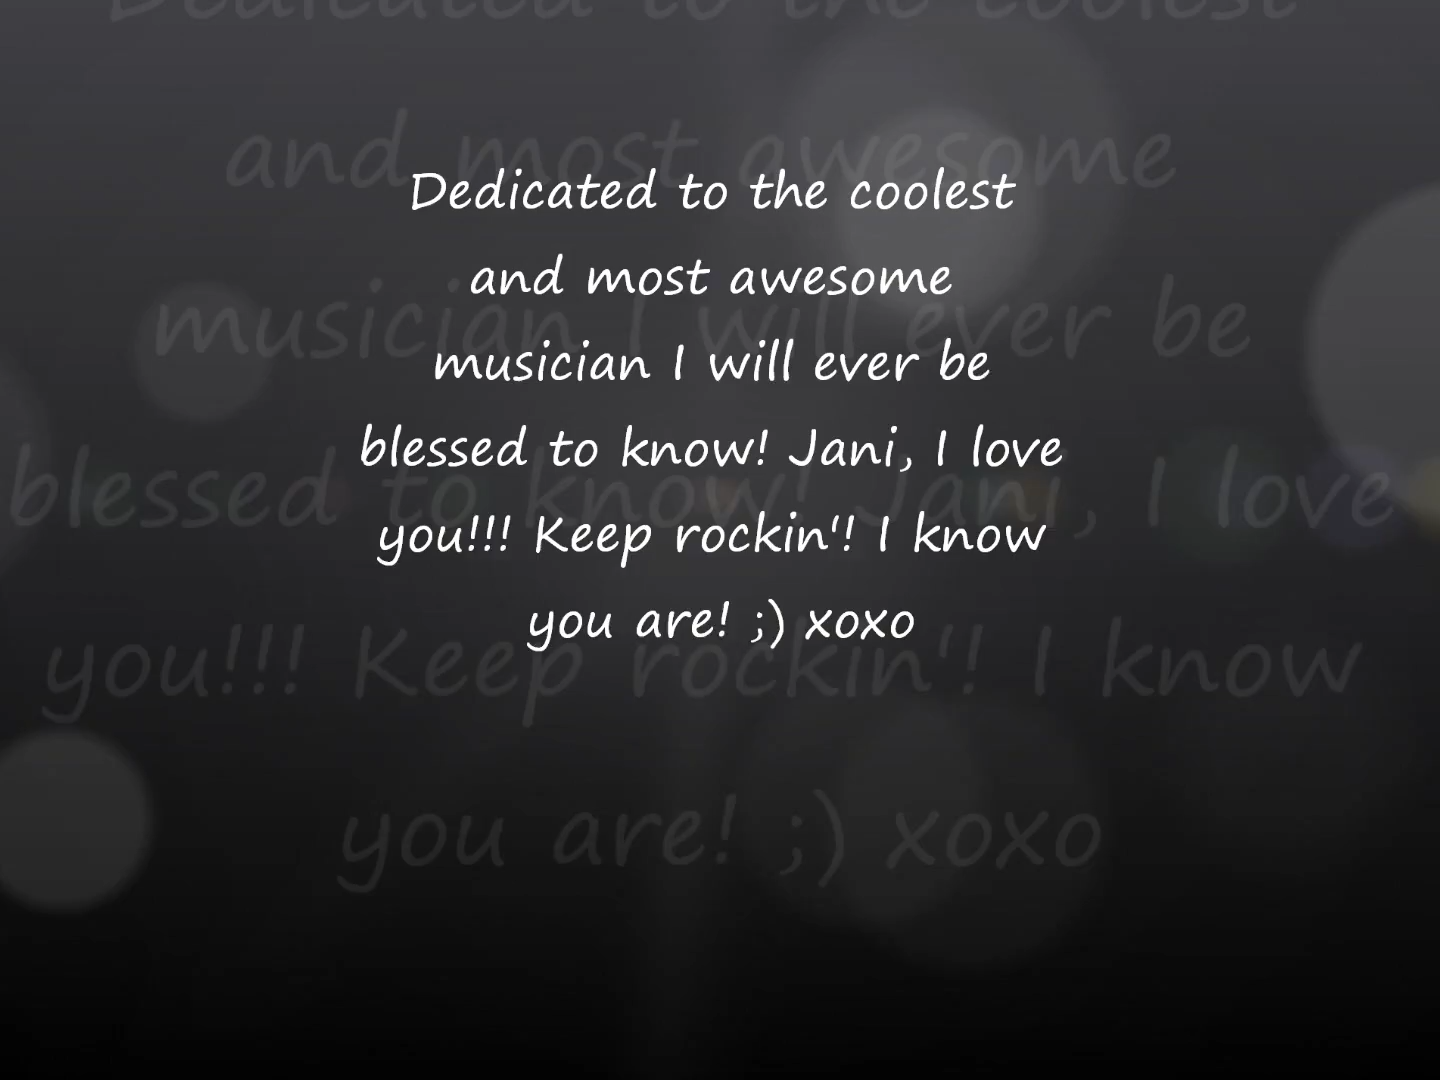 Dedicated to the coolest
and most awesome
musician I will ever be
blessed to know! Jani, I love
you!!! Keep rockin'! I know
you are! ;) xoxo